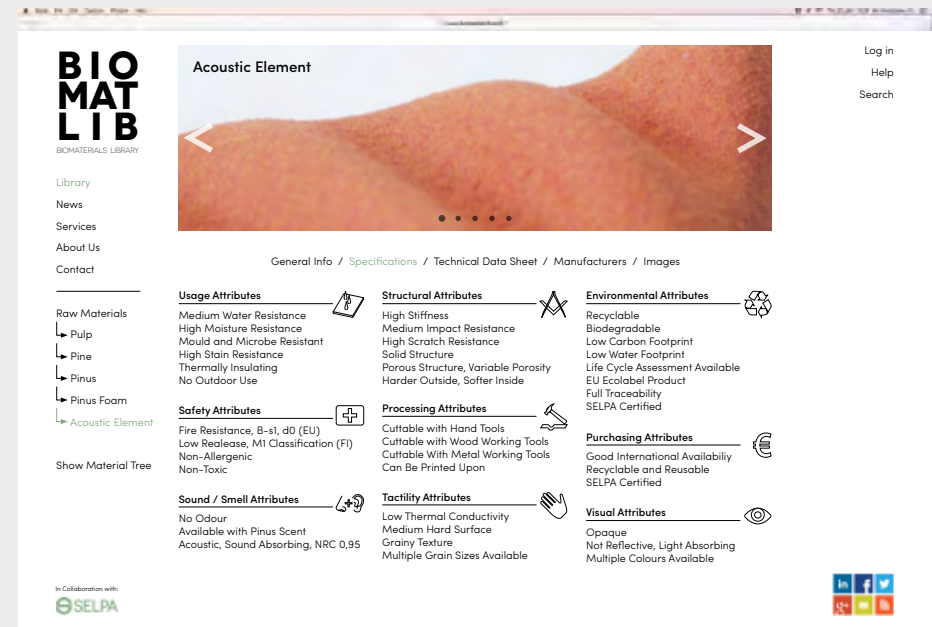 BIO
MAT
LIB
BIOMATERIALS LIBRARY
Library
News
Services
About Us
Contact
Raw Materials
Pulp
Pine
Pinus
Pinus Foam
Acoustic Element
Show Material Tree
In Collaboration with:
SELPA
Acoustic Element
< >
Log in
Help
Search
General Info / Specifications / Technical Data Sheet / Manufacturers / Images
Usage Attributes
Medium Water Resistance
High Moisture Resistance
Mould and Microbe Resistant
High Stain Resistance
Thermally Insulating
No Outdoor Use
Safety Attributes
Fire Resistance, B-s1, d0 (EU)
Low Realease, M1 Classification (FI)
Non-Allergenic
Non-Toxic
Sound / Smell Attributes
No Odour
Available with Pinus Scent
Acoustic, Sound Absorbing, NRC 0,95
Structural Attributes
High Stiffness
Medium Impact Resistance
High Scratch Resistance
Solid Structure
Porous Structure, Variable Porosity
Harder Outside, Softer Inside
Processing Attributes
Cuttable with Hand Tools
Cuttable with Wood Working Tools
Cuttable With Metal Working Tools
Can Be Printed Upon
Tactility Attributes
Low Thermal Conductivity
Medium Hard Surface
Grainy Texture
Multiple Grain Sizes Available
Environmental Attributes
Recyclable
Biodegradable
Low Carbon Footprint
Low Water Footprint
Life Cycle Assessment Available
EU Ecolabel Product
Full Traceability
SELPA Certified
Purchasing Attributes
Good International Availabiliy
Recyclable and Reusable
SELPA Certified
Visual Attributes
Opaque
Not Reflective, Light Absorbing
Multiple Colours Available
in f
g+